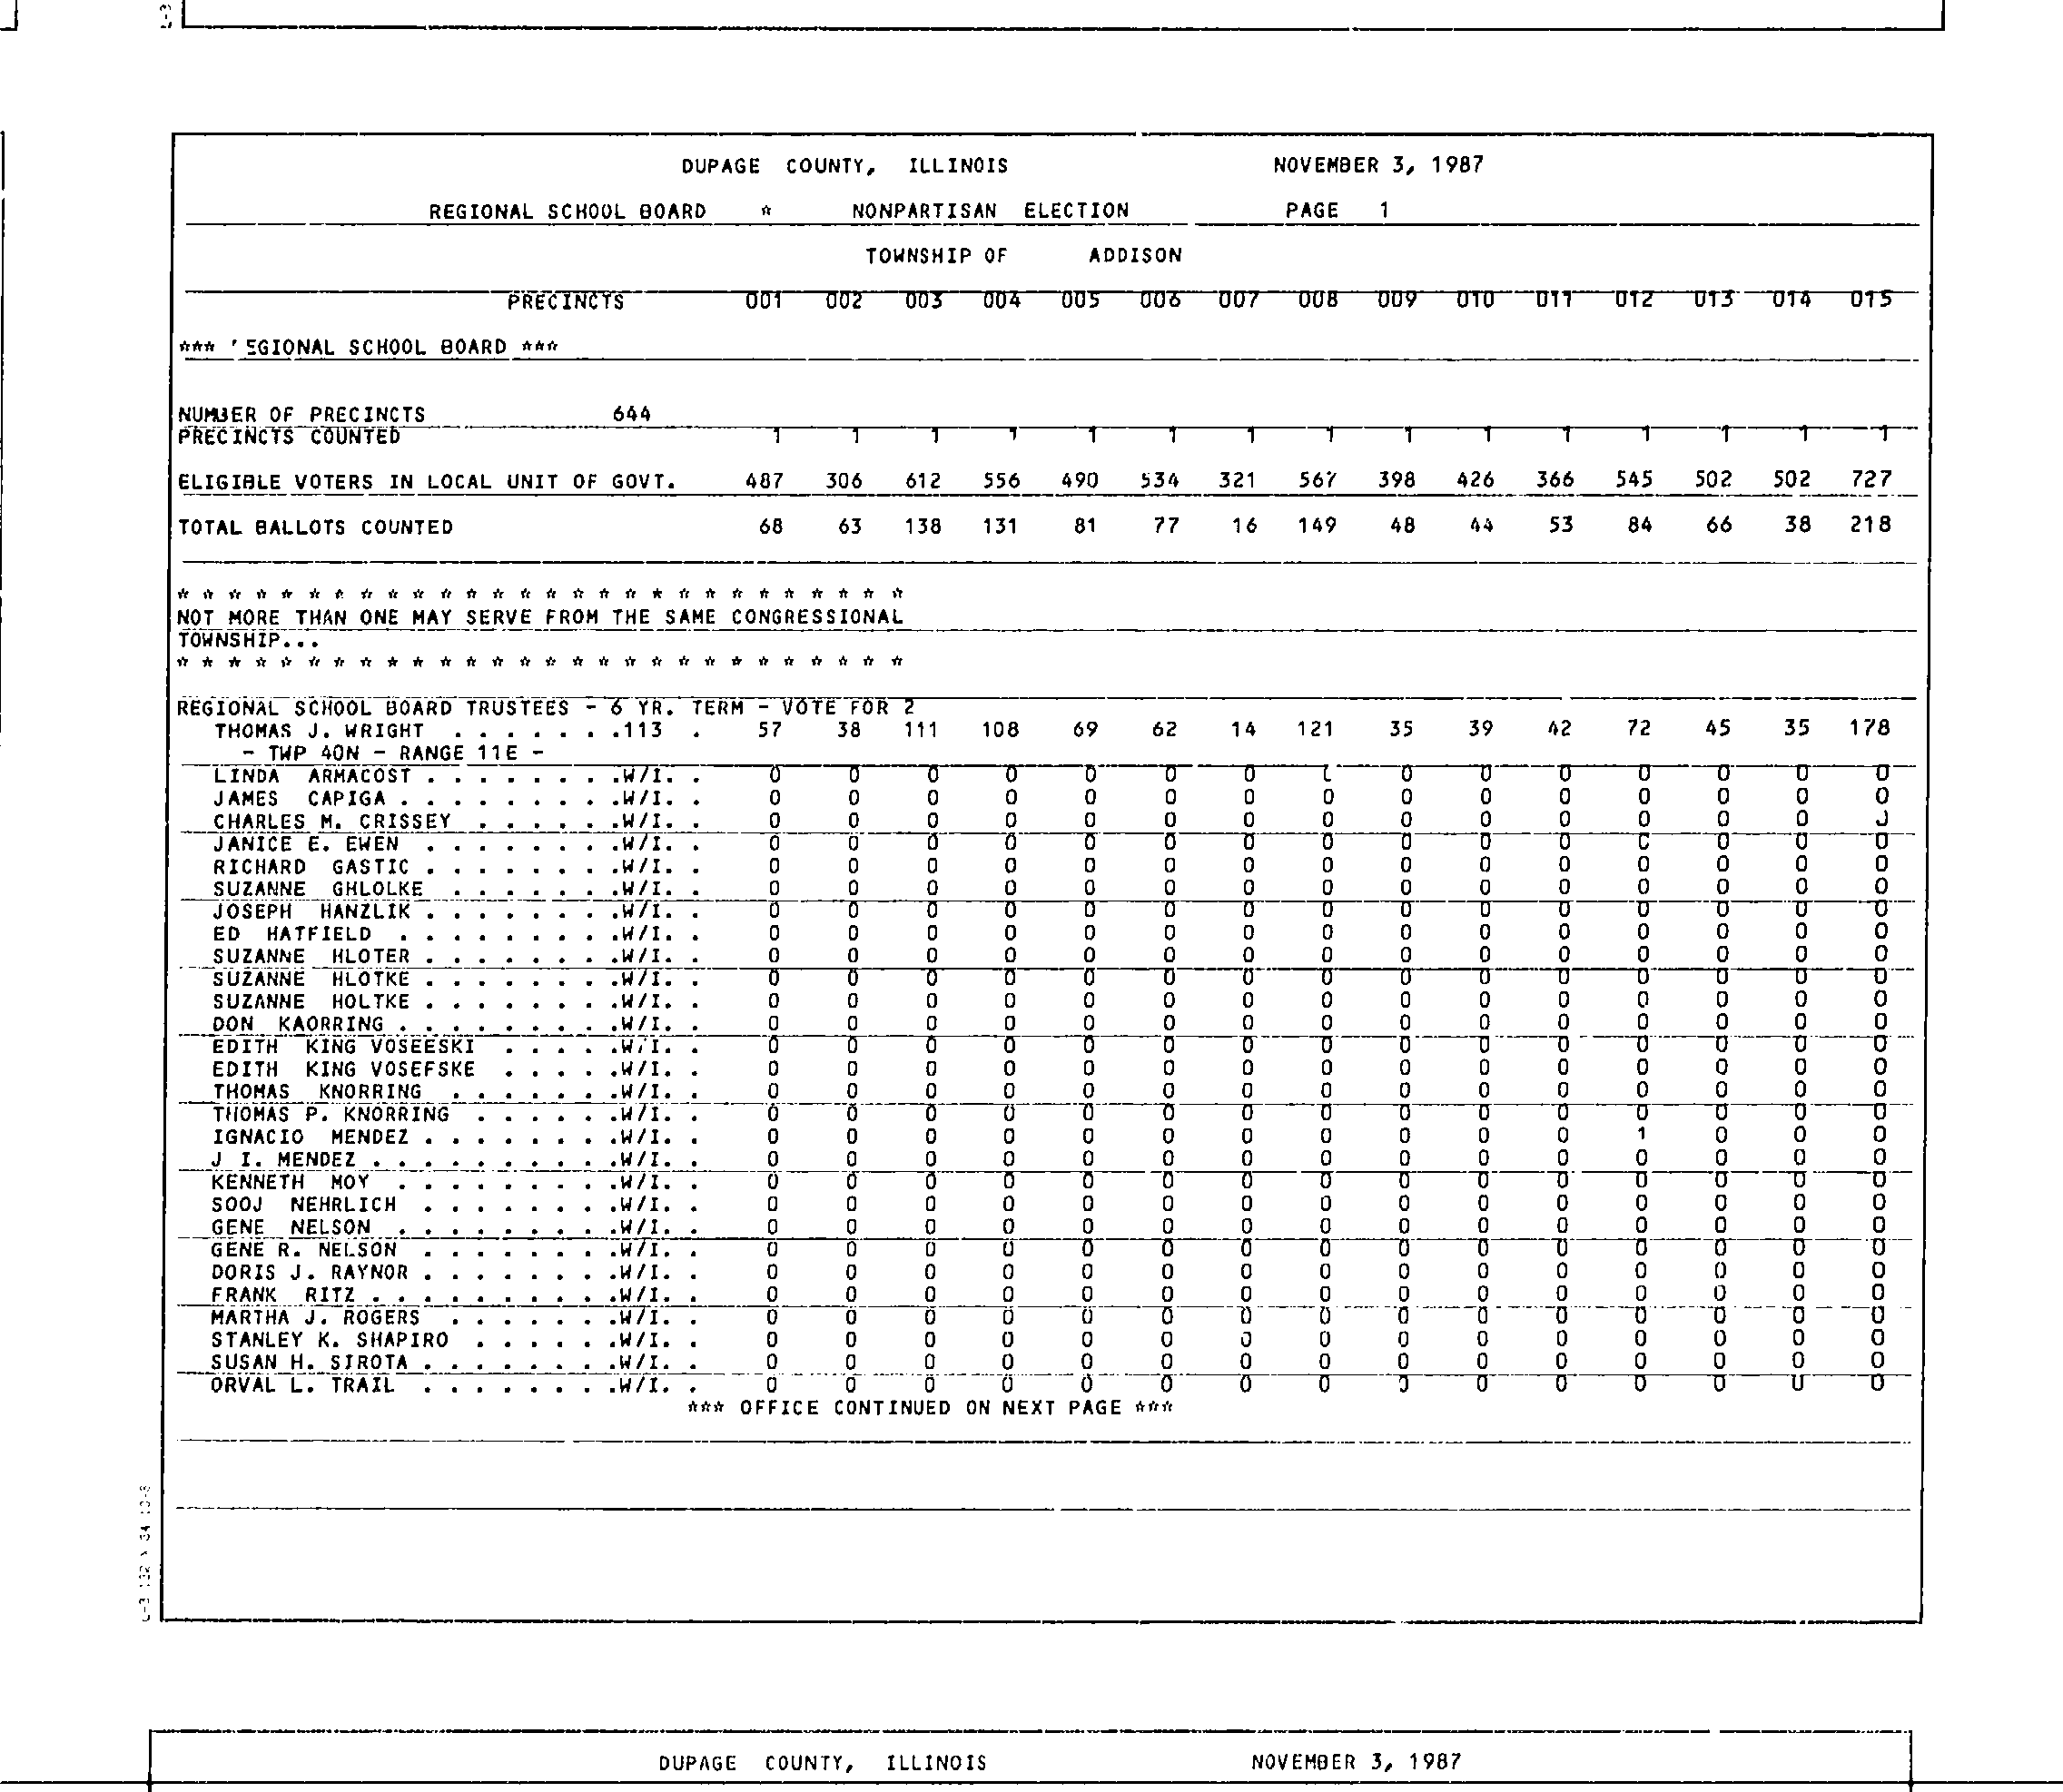 DUPAGE COUNTY, ILLINOIS NOVEMBER 3, 1987
REGIONAL SCHOOL BOARD * NONPARTISAN ELECTION PAGE 1
TOWNSHIP OF ADDISON
PRECINCTS 001 002 003 004 005 006 007 008 009 010 011 012 013 014 015
*** EGIONAL SCHOOL BOARD ***
NUMBER OF PRECINCTS 644
PRECINCTS COUNTED 1 1 1 1 1 1 1 1 1 1 1 1 1 1 1
ELIGIBLE VOTERS IN LOCAL UNIT OF GOVT. 487 306 612 556 490 534 321 567 398 426 366 545 502 502 727
TOTAL BALLOTS COUNTED 68 63 138 131 81 77 16 149 48 44 53 84 66 38 218
* * * * * * * * * * * * * * * * * * * * * * * * * * * *
NOT MORE THAN ONE MAY SERVE FROM THE SAME CONGRESSIONAL
TOWNSHIP...
* * * * * * * * * * * * * * * * * * * * * * * * * * * *
REGIONAL SCHOOL BOARD TRUSTEES - 6 YR. TERM - VOTE FOR 2
THOMAS J. WRIGHT . . . . . . .113 . 57 38 111 108 69 62 14 121 35 39 42 72 45 35 178
- TWP 40N - RANGE 11E -
LINDA ARMACOST . . . . . . . .W/I. . 0 0 0 0 0 0 0 0 0 0 0 0 0 0 0
JAMES CAPIGA . . . . . . . . .W/I. . 0 0 0 0 0 0 0 0 0 0 0 0 0 0 0
CHARLES M. CRISSEY . . . . . .W/I. . 0 0 0 0 0 0 0 0 0 0 0 0 0 0 0
JANICE E. EWEN . . . . . . . .W/I. . 0 0 0 0 0 0 0 0 0 0 0 0 0 0 0
RICHARD GASTIC . . . . . . . .W/I. . 0 0 0 0 0 0 0 0 0 0 0 0 0 0 0
SUZANNE GHLOLKE . . . . . . .W/I. . 0 0 0 0 0 0 0 0 0 0 0 0 0 0 0
JOSEPH HANZLIK . . . . . . . .W/I. . 0 0 0 0 0 0 0 0 0 0 0 0 0 0 0
ED HATFIELD . . . . . . . . .W/I. . 0 0 0 0 0 0 0 0 0 0 0 0 0 0 0
SUZANNE HLOTER . . . . . . . .W/I. . 0 0 0 0 0 0 0 0 0 0 0 0 0 0 0
SUZANNE HLOTKE . . . . . . . .W/I. . 0 0 0 0 0 0 0 0 0 0 0 0 0 0 0
SUZANNE HOLTKE . . . . . . . .W/I. . 0 0 0 0 0 0 0 0 0 0 0 0 0 0 0
DON KAORRING . . . . . . . . .W/I. . 0 0 0 0 0 0 0 0 0 0 0 0 0 0 0
EDITH KING VOSEESKI . . . . .W/I. . 0 0 0 0 0 0 0 0 0 0 0 0 0 0 0
EDITH KING VOSEFSKE . . . . .W/I. . 0 0 0 0 0 0 0 0 0 0 0 0 0 0 0
THOMAS KNORRING . . . . . . .W/I. . 0 0 0 0 0 0 0 0 0 0 0 0 0 0 0
THOMAS P. KNORRING . . . . . .W/I. . 0 0 0 0 0 0 0 0 0 0 0 0 0 0 0
IGNACIO MENDEZ . . . . . . . .W/I. . 0 0 0 0 0 0 0 0 0 0 0 1 0 0 0
J I. MENDEZ . . . . . . . . . .W/I. . 0 0 0 0 0 0 0 0 0 0 0 0 0 0 0
KENNETH MOY . . . . . . . . .W/I. . 0 0 0 0 0 0 0 0 0 0 0 0 0 0 0
SOOJ NEHRLICH . . . . . . . .W/I. . 0 0 0 0 0 0 0 0 0 0 0 0 0 0 0
GENE NELSON . . . . . . . . .W/I. . 0 0 0 0 0 0 0 0 0 0 0 0 0 0 0
GENE R. NELSON . . . . . . . .W/I. . 0 0 0 0 0 0 0 0 0 0 0 0 0 0 0
DORIS J. RAYNOR . . . . . . . .W/I. . 0 0 0 0 0 0 0 0 0 0 0 0 0 0 0
FRANK RITZ . . . . . . . . . .W/I. . 0 0 0 0 0 0 0 0 0 0 0 0 0 0 0
MARTHA J. ROGERS . . . . . . .W/I. . 0 0 0 0 0 0 0 0 0 0 0 0 0 0 0
STANLEY K. SHAPIRO . . . . . .W/I. . 0 0 0 0 0 0 0 0 0 0 0 0 0 0 0
SUSAN H. SIROTA . . . . . . . .W/I. . 0 0 0 0 0 0 0 0 0 0 0 0 0 0 0
ORVAL L. TRAIL . . . . . . . .W/I. . 0 0 0 0 0 0 0 0 0 0 0 0 0 0 0
*** OFFICE CONTINUED ON NEXT PAGE ***
DUPAGE COUNTY, ILLINOIS NOVEMBER 3, 1987